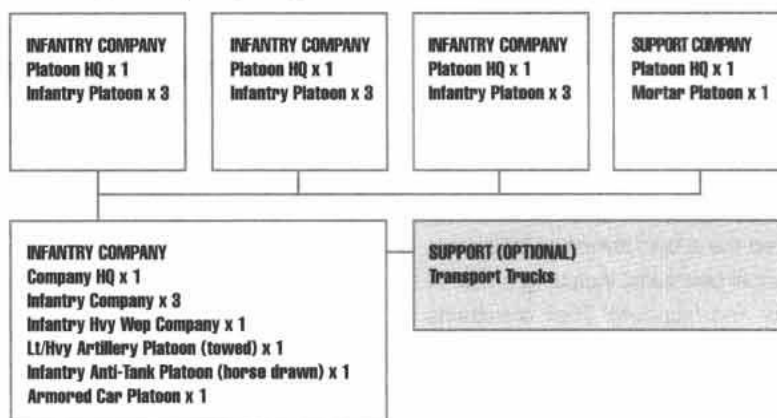 INFANTRY COMPANY
Platoon HQ x 1
Infantry Platoon x 3
INFANTRY COMPANY
Platoon HQ x 1
Infantry Platoon x 3
INFANTRY COMPANY
Platoon HQ x 1
Infantry Platoon x 3
SUPPORT COMPANY
Platoon HQ x 1
Mortar Platoon x 1
INFANTRY COMPANY
Company HQ x 1
Infantry Company x 3
Infantry Hvy Wep Company x 1
Lt/Hvy Artillery Platoon (towed) x 1
Infantry Anti-Tank Platoon (horse drawn) x 1
Armored Car Platoon x 1
SUPPORT (OPTIONAL)
Transport Trucks